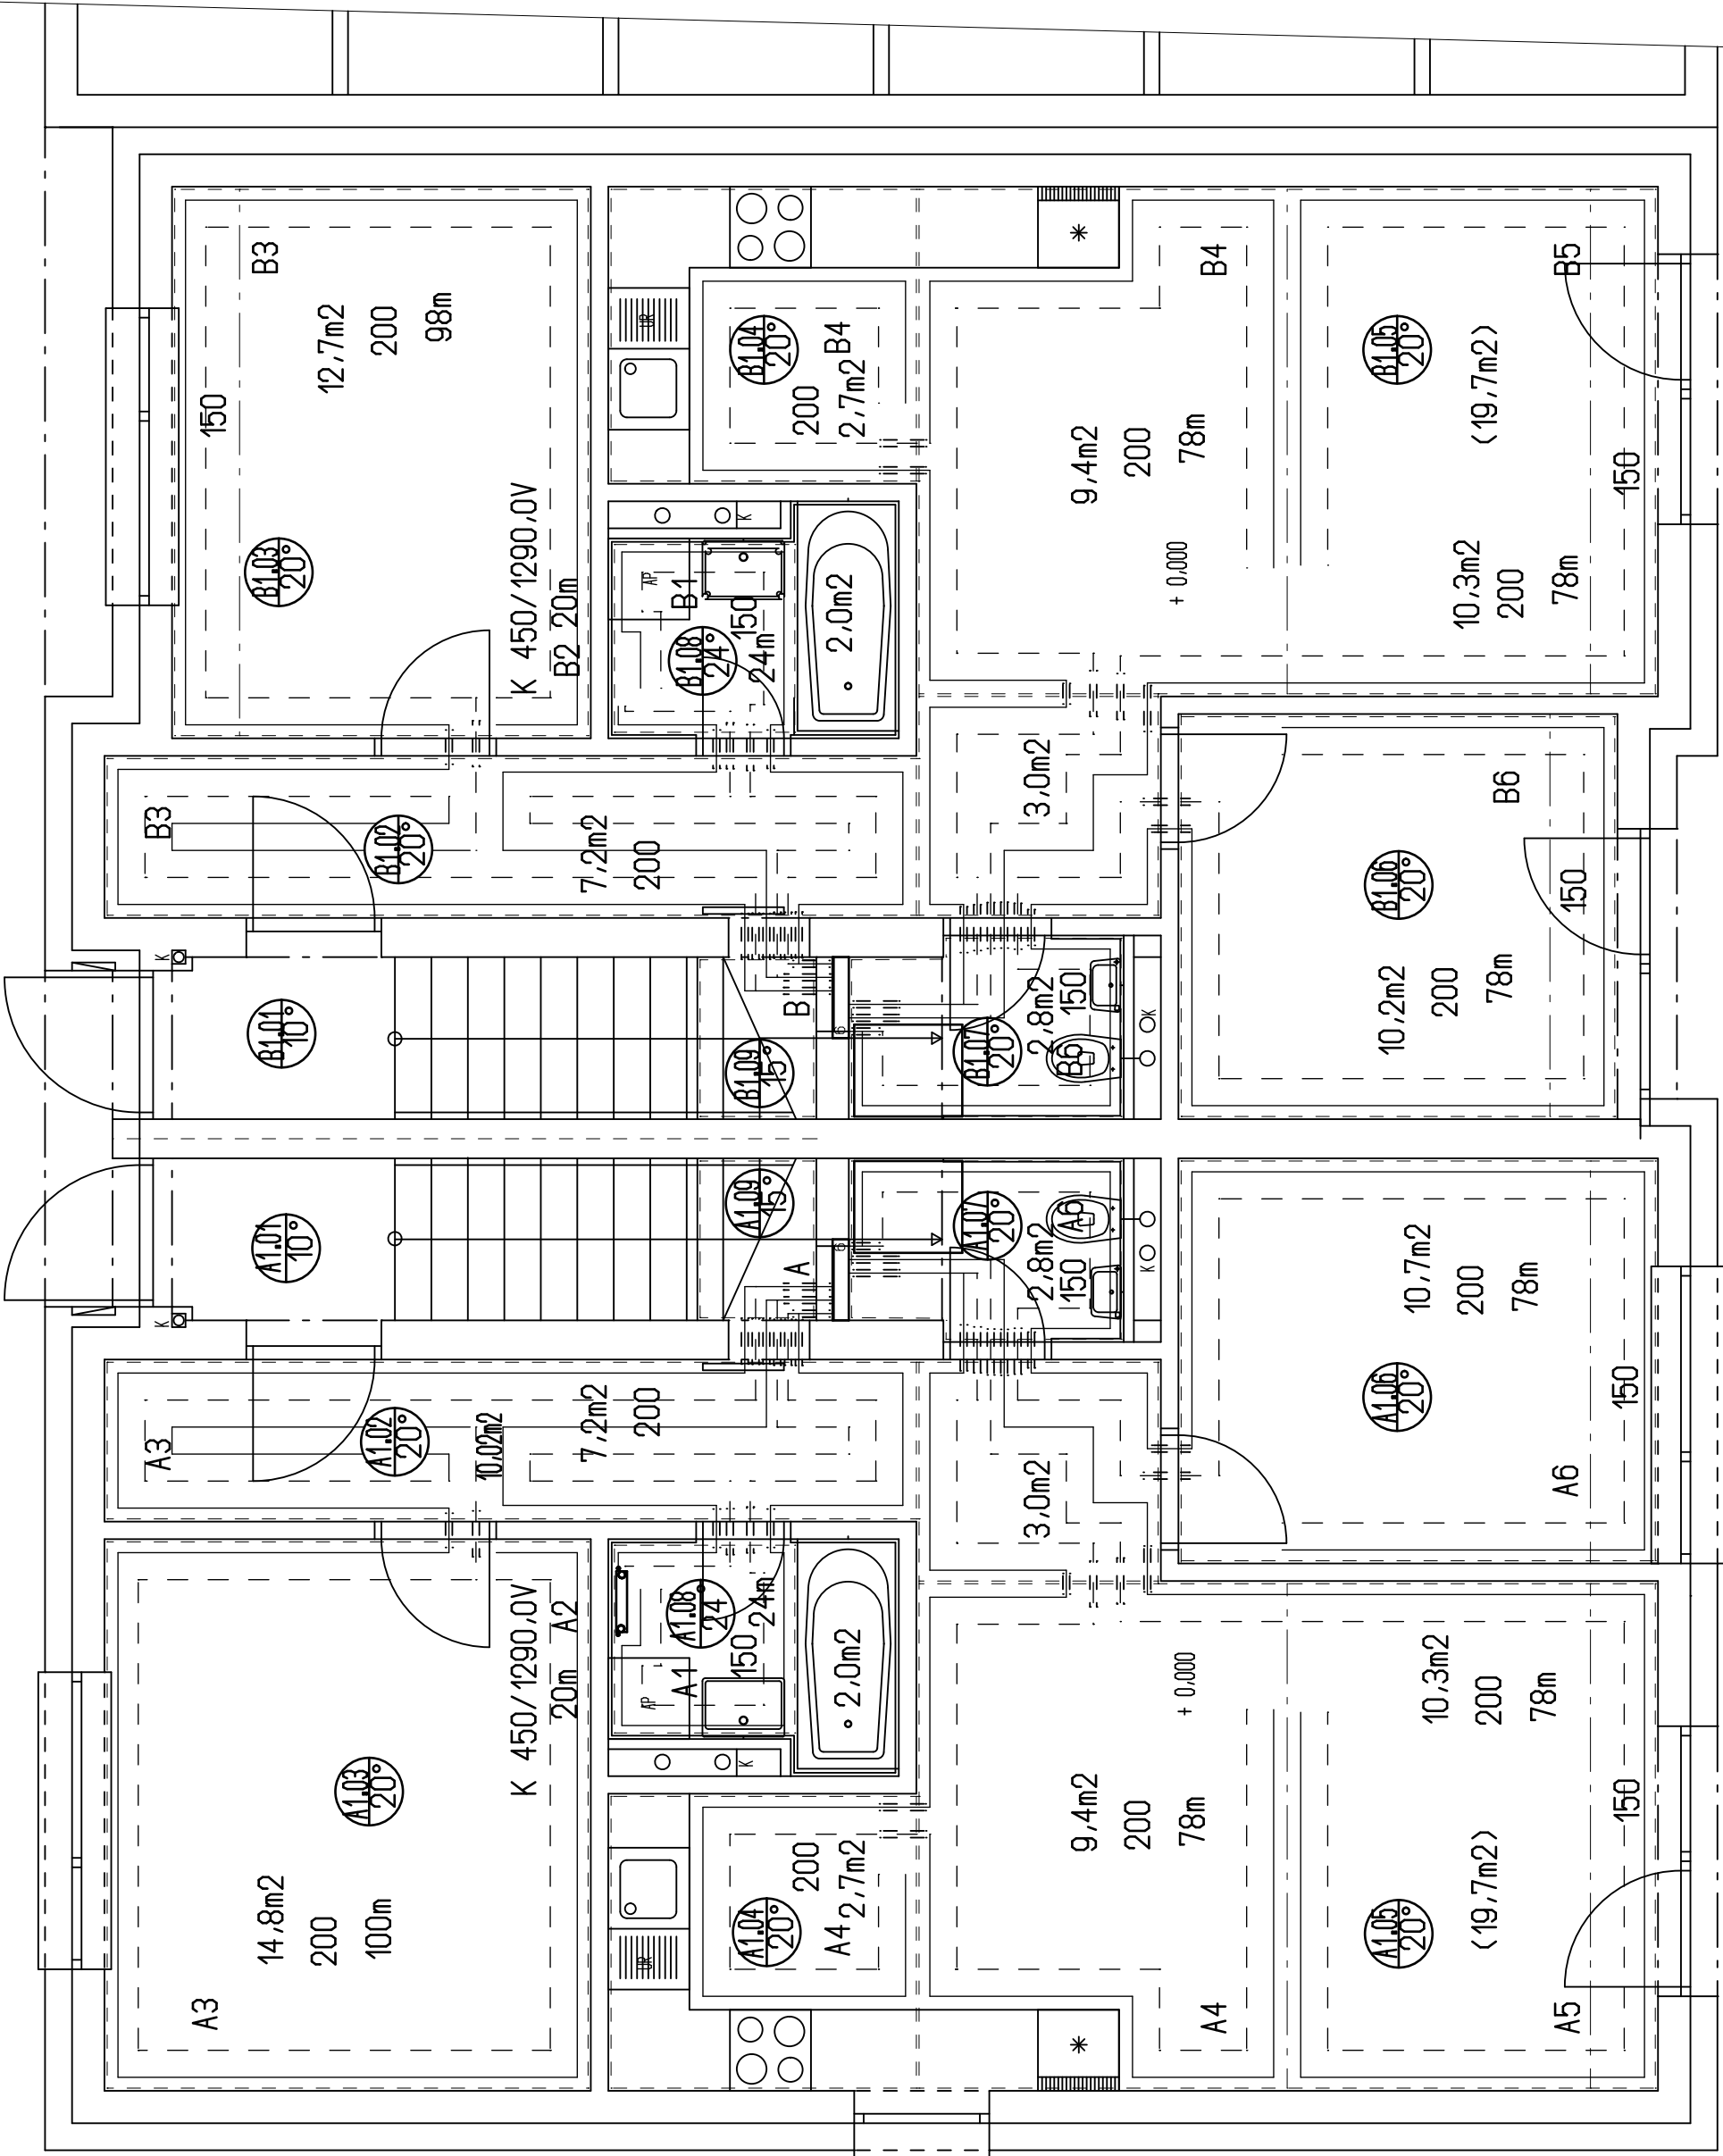 B3
12,7m2
200
98m
150
B1.03
20°
K 450/1290,0V
B2 20m
UR
B1.04
20°
B4
200
2,7m2
K
AP
B1
150
B1.08
24°
24m
2,0m2
B4
9,4m2
200
78m
+ 0,000
B5
B1.05
20°
(19,7m2)
150
10,3m2
200
78m
B3
B1.02
20°
7,2m2
200
3,0m2
B6
B1.06
20°
150
10,2m2
200
78m
K
B1.01
10°
B
6
B1.09
15°
B1.07
20°
2,8m2
150
B6
K
A1.01
10°
K
A1.09
15°
A
6
A1.07
20°
A6
2,8m2
150
K
10,7m2
200
78m
A1.06
20°
150
A6
A3
A1.02
20°
10,02m2
7,2m2
200
3,0m2
K 450/1290,0V
A2
20m
A1.03
20°
14,8m2
200
100m
A3
A1.08
24°
24m
150
A1
AP
2,0m2
K
UR
A1.04
20°
200
2,7m2
A4
+ 0,000
9,4m2
200
78m
A4
10,3m2
200
78m
150
A1.05
20°
(19,7m2)
A5